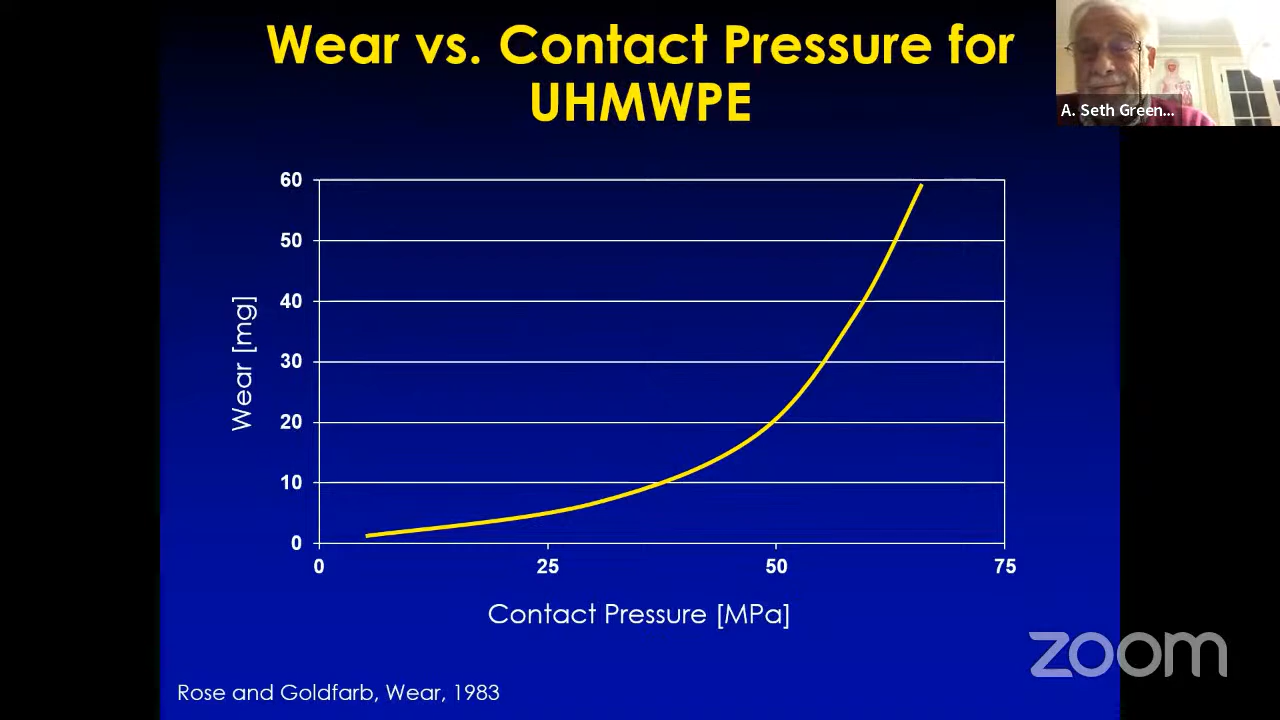 Wear vs. Contact Pressure for
UHMWPE
A. Seth Green...
60
50
40
30
20
10
0
Wear [mg]
0 25 50 75
Contact Pressure [MPa]
zoom
Rose and Goldfarb, Wear, 1983